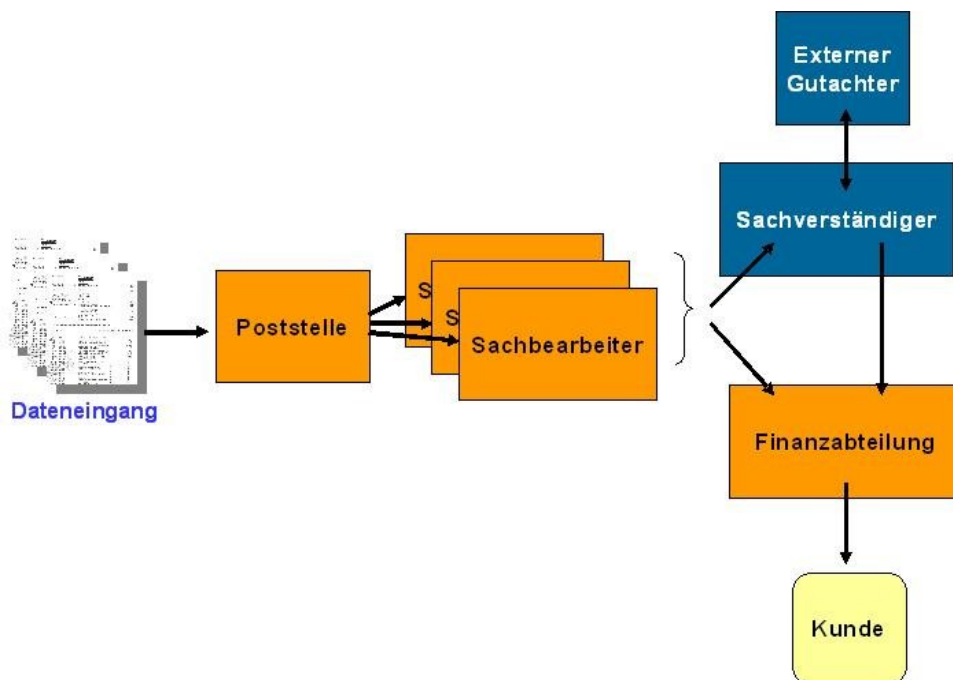 Externer
Gutachter
Sachverständiger
S
S
Poststelle
Sachbearbeiter
Dateneingang
Finanzabteilung
Kunde